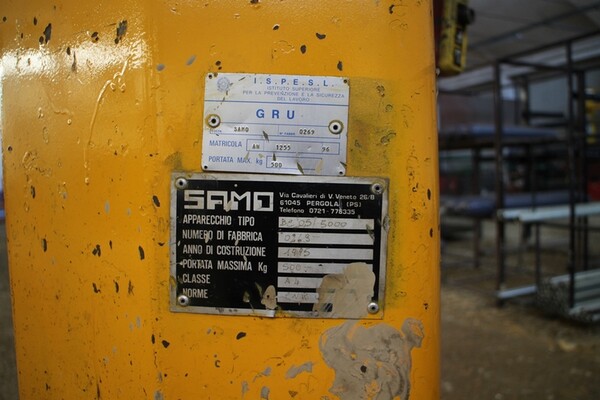 I.S.P.E.S.L.
ISTITUTO SUPERIORE
PER LA PREVENZIONE E LA SICUREZZA
DEL LAVORO
GRU
SAMO 0269
MATRICOLA AN 1255 96
PORTATA MAX. kg 500
SAMO
Via Cavalieri di V. Veneto 26/B
61045 PERGOLA (PS)
Telefono 0721-778335
APPARECCHIO TIPO
NUMERO DI FABBRICA
ANNO DI COSTRUZIONE
PORTATA MASSIMA Kg
CLASSE
NORME